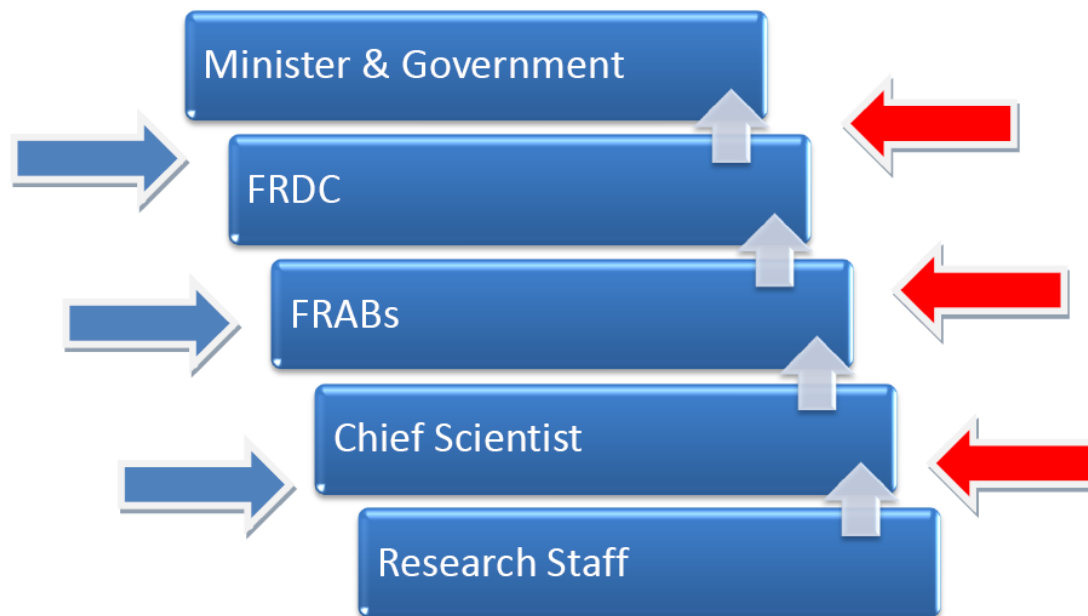 Minister & Government
FRDC
FRABs
Chief Scientist
Research Staff